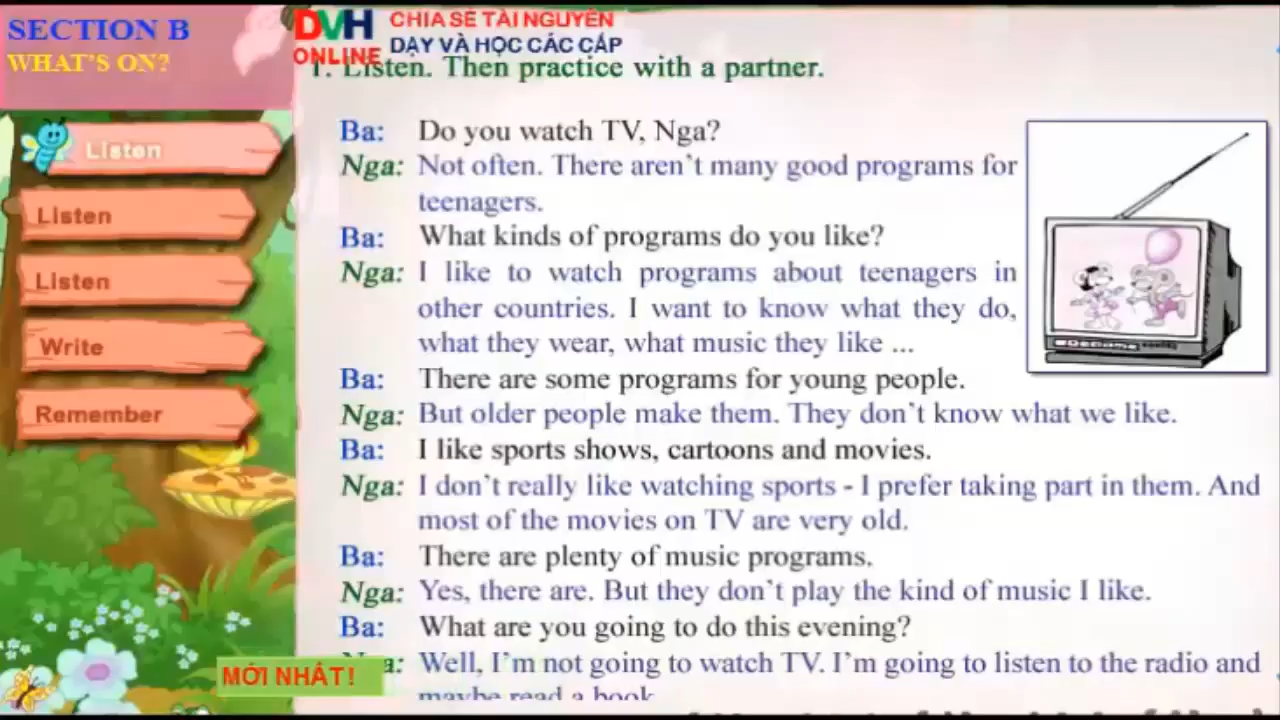 SECTION B
WHAT'S ON?
DVH
ONLINE
CHIA SẺ TÀI NGUYÊN
DẠY VÀ HỌC CÁC CẤP
1. Listen. Then practice with a partner.
Listen
Listen
Listen
Write
Remember
Ba: Do you watch TV, Nga?
Nga: Not often. There aren't many good programs for
teenagers.
Ba: What kinds of programs do you like?
Nga: I like to watch programs about teenagers in
other countries. I want to know what they do,
what they wear, what music they like ...
Ba: There are some programs for young people.
Nga: But older people make them. They don't know what we like.
Ba: I like sports shows, cartoons and movies.
Nga: I don't really like watching sports - I prefer taking part in them. And
most of the movies on TV are very old.
Ba: There are plenty of music programs.
Nga: Yes, there are. But they don't play the kind of music I like.
Ba: What are you going to do this evening?
a: Well, I'm not going to watch TV. I'm going to listen to the radio and
maybe read a book
MỚI NHẤT!